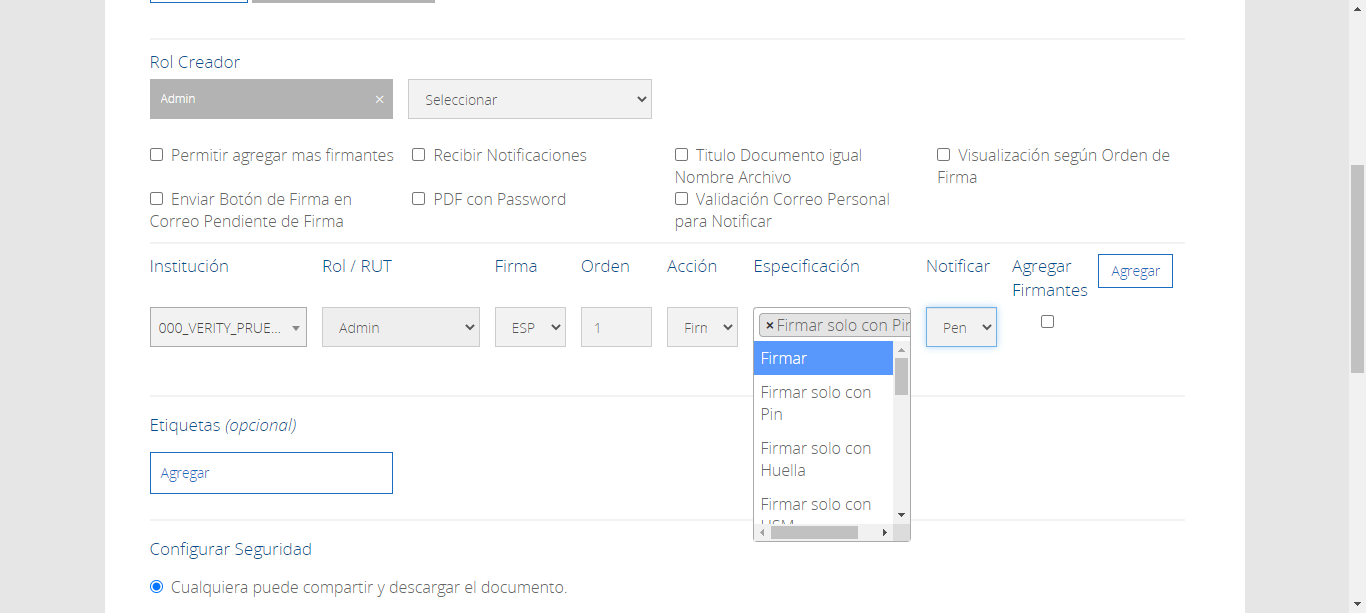 Rol Creador
Admin ×
Seleccionar
Permitir agregar mas firmantes
Recibir Notificaciones
Titulo Documento igual
Nombre Archivo
Visualización según Orden de
Firma
Enviar Botón de Firma en
Correo Pendiente de Firma
PDF con Password
Validación Correo Personal
para Notificar
Institución
Rol / RUT
Firma
Orden
Acción
Especificación
Notificar
Agregar
Firmantes
Agregar
000_VERITY_PRUE...
Admin
ESP
1
Firn
× Firmar solo con Pin
Pen
Firmar
Firmar solo con
Pin
Firmar solo con
Huella
Firmar solo con
HSM
Etiquetas (opcional)
Agregar
Configurar Seguridad
Cualquiera puede compartir y descargar el documento.